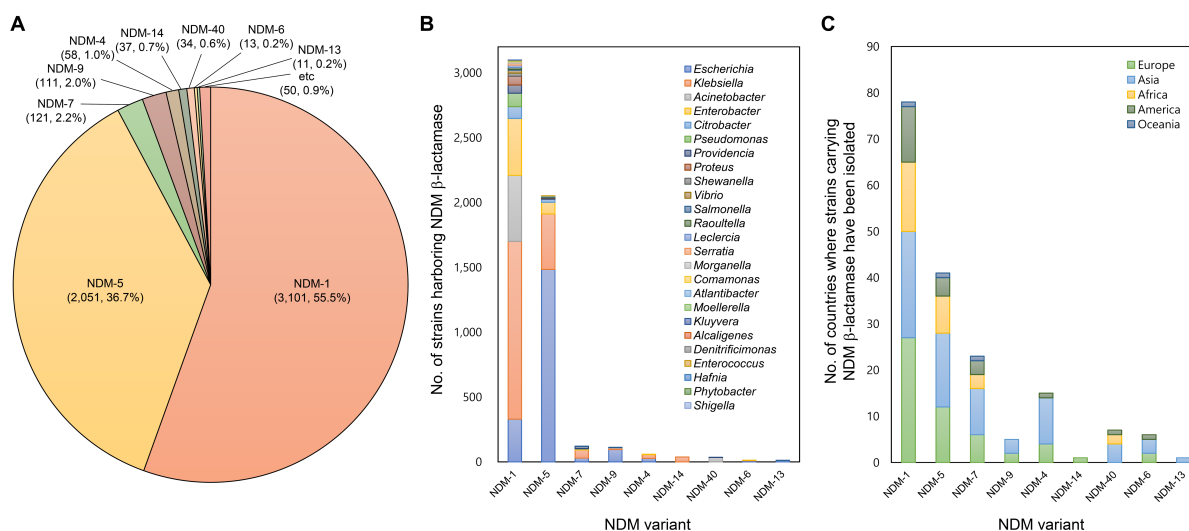 A
NDM-40
(34, 0.6%)
NDM-6
(13, 0.2%)
NDM-14
(37, 0.7%)
NDM-4
(58, 1.0%)
NDM-13
(11, 0.2%)
NDM-9
(111, 2.0%)
etc
(50, 0.9%)
NDM-7
(121, 2.2%)
NDM-5
(2,051, 36.7%)
NDM-1
(3,101, 55.5%)
B
No. of strains harboring NDM β-lactamase
3,000
2,500
2,000
1,500
1,000
500
0
Escherichia
Klebsiella
Acinetobacter
Enterobacter
Citrobacter
Pseudomonas
Providencia
Proteus
Shewanella
Vibrio
Salmonella
Raoultella
Leclercia
Serratia
Morganella
Comamonas
Atlantibacter
Moellerella
Kluyvera
Alcaligenes
Denitrificimonas
Enterococcus
Hafnia
Phytobacter
Shigella
NDM-1
NDM-5
NDM-7
NDM-9
NDM-4
NDM-14
NDM-40
NDM-6
NDM-13
NDM variant
C
No. of countries where strains carrying
NDM β-lactamase have been isolated
90
80
70
60
50
40
30
20
10
0
Europe
Asia
Africa
America
Oceania
NDM-1
NDM-5
NDM-7
NDM-9
NDM-4
NDM-14
NDM-40
NDM-6
NDM-13
NDM variant